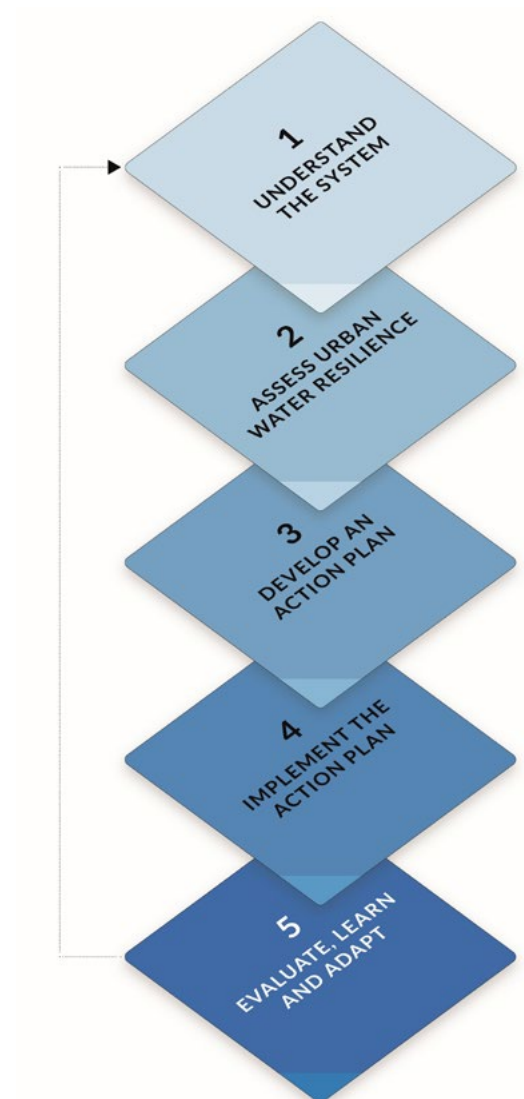 1
UNDERSTAND
THE SYSTEM
2
ASSESS URBAN
WATER RESILIENCE
3
DEVELOP AN
ACTION PLAN
4
IMPLEMENT THE
ACTION PLAN
5
EVALUATE, LEARN
AND ADAPT